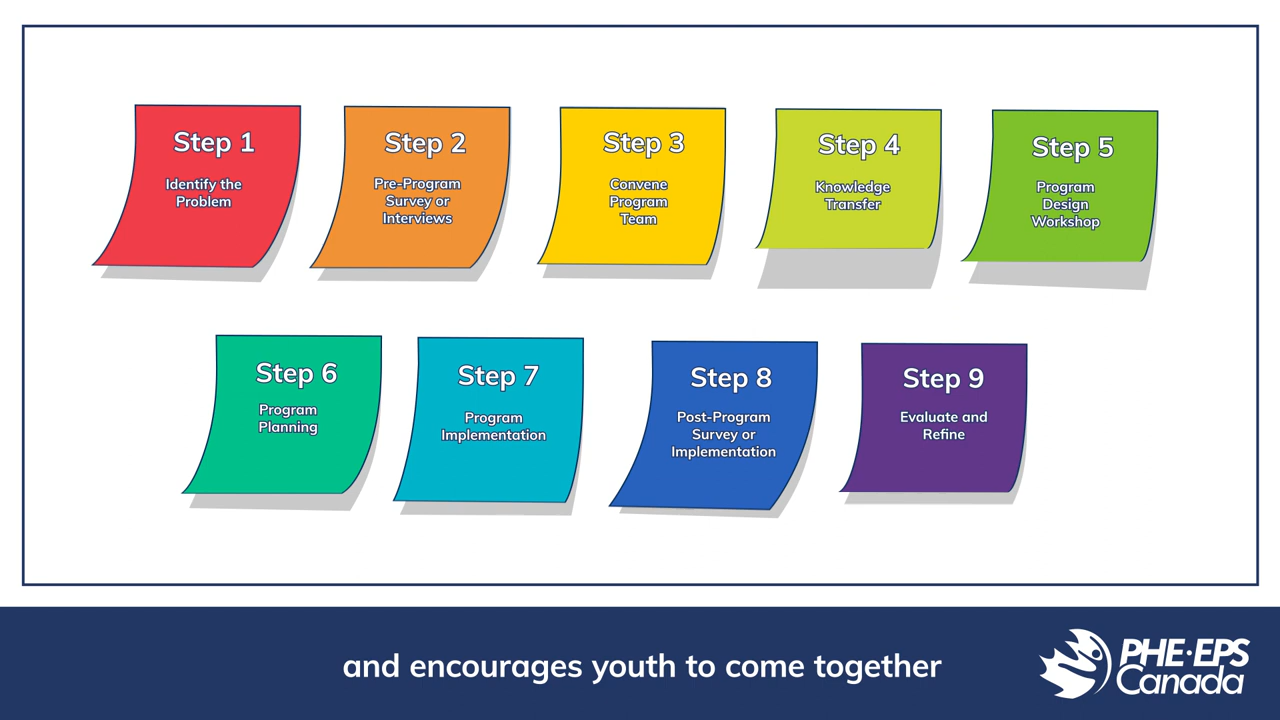 Step 1
Identify the
Problem
Step 2
Pre-Program
Survey or
Interviews
Step 3
Convene
Program
Team
Step 4
Knowledge
Transfer
Step 5
Program
Design
Workshop
Step 6
Program
Planning
Step 7
Program
Implementation
Step 8
Post-Program
Survey or
Implementation
Step 9
Evaluate and
Refine
and encourages youth to come together
PHE·EPS
Canada